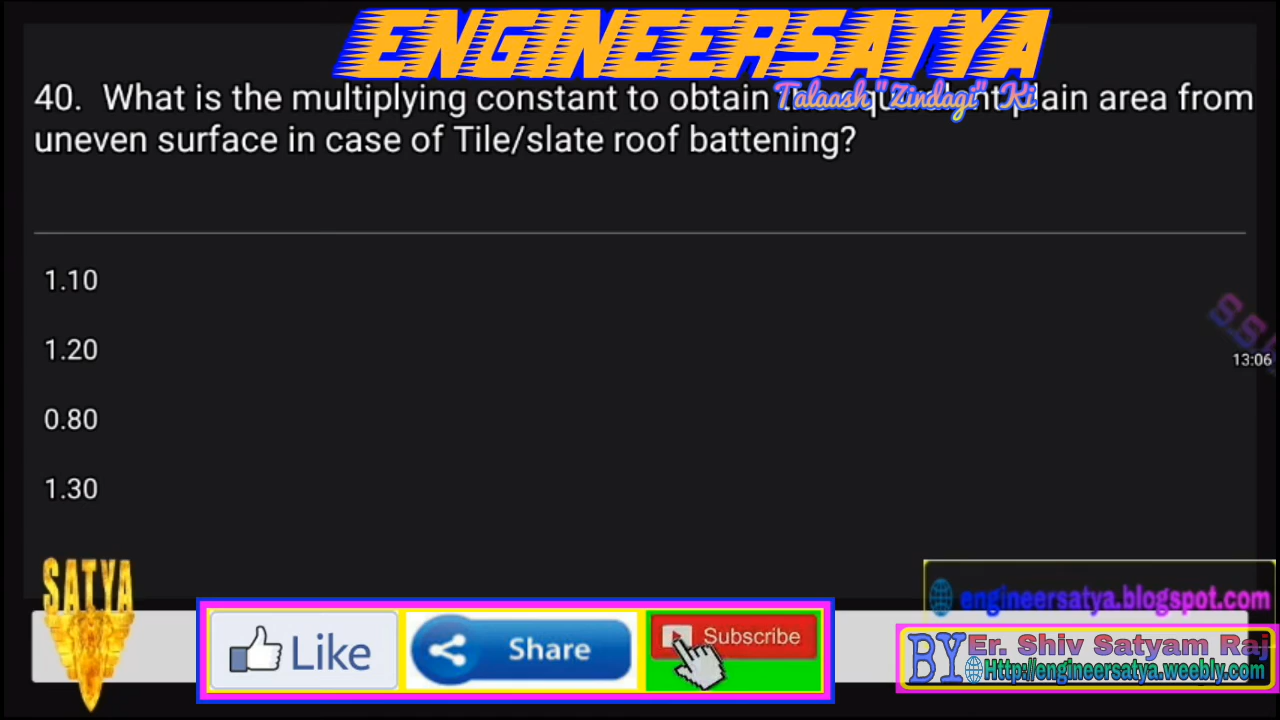 ENGINEERSATYA
Talaash "Zindagi" Ki
40. What is the multiplying constant to obtain plain area from
uneven surface in case of Tile/slate roof battening?
1.10
1.20
0.80
13:06
1.30
SATYA
Like
Share
Subscribe
engineersatya.blogspot.com
BY Er. Shiv Satyam Raj
Http://engineersatya.weebly.com